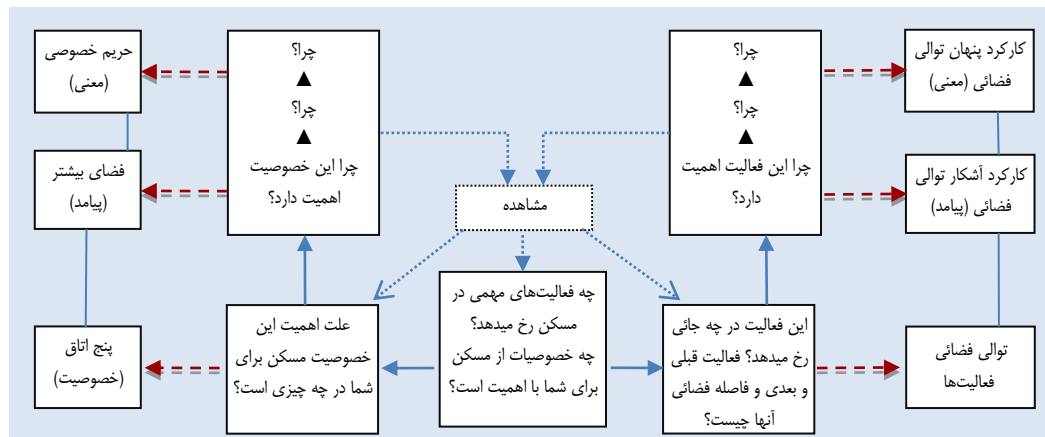 کارکرد پنهان توالی
فضائی (معنی)
کارکرد آشکار توالی
فضائی (پیامد)
توالی فضائی
فعالیت‌ها
چرا؟
▲
چرا؟
▲
چرا این فعالیت اهمیت
دارد؟
این فعالیت در چه جائی
رخ میدهد؟ فعالیت قبلی
و بعدی و فاصله فضائی
آنها چیست؟
مشاهده
چه فعالیت‌های مهمی در
مسکن رخ میدهد؟
چه خصوصیات از مسکن
برای شما با اهمیت است؟
چرا؟
▲
چرا؟
▲
چرا این خصوصیت
اهمیت دارد؟
علت اهمیت این
خصوصیت مسکن برای
شما در چه چیزی است؟
حریم خصوصی
(معنی)
فضای بیشتر
(پیامد)
پنج اتاق
(خصوصیت)